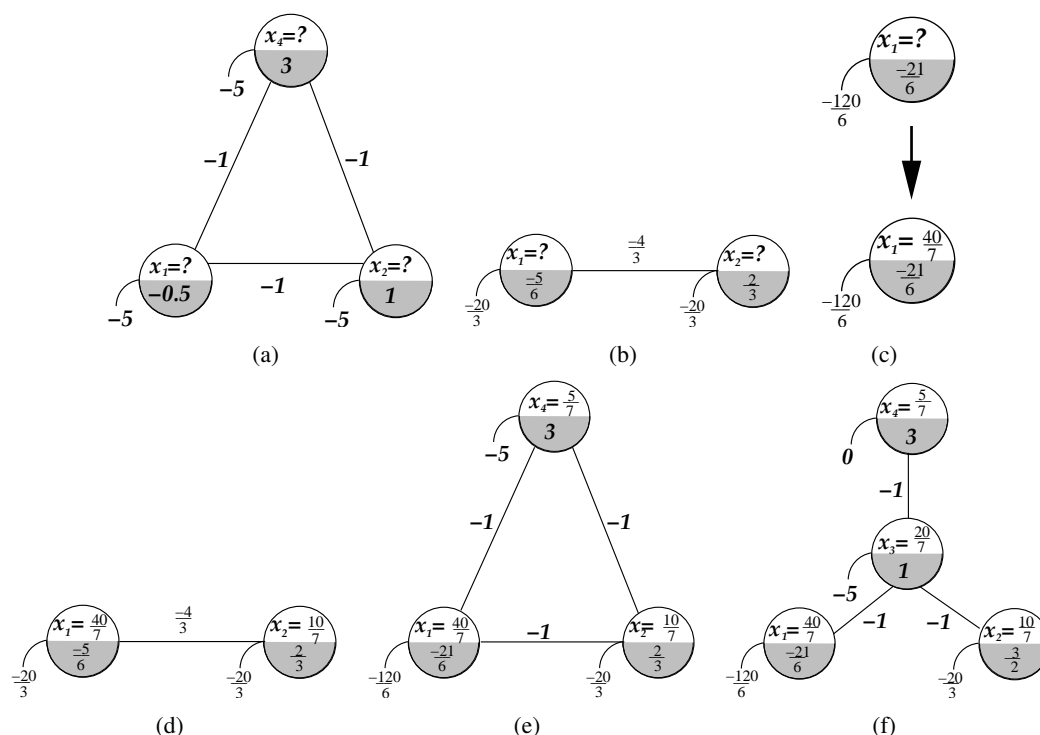 x₄=?
3
−5
−1 −1
x₁=?
−0.5
−5
−1
x₂=?
1
−5
(a)
x₁=?
−5/6
−20/3
−4/3
x₂=?
2/3
−20/3
(b)
x₁=?
−21/6
−120/6
x₁= 40/7
−21/6
−120/6
(c)
x₁= 40/7
−5/6
−20/3
−4/3
x₂= 10/7
2/3
−20/3
(d)
x₄= 5/7
3
−5
−1 −1
x₁= 40/7
−21/6
−120/6
−1
x₂= 10/7
2/3
−20/3
(e)
x₄= 5/7
3
0
−1
x₃= 20/7
1
−5
−1 −1
x₁= 40/7
−21/6
−120/6
x₂= 10/7
3/2
−20/3
(f)